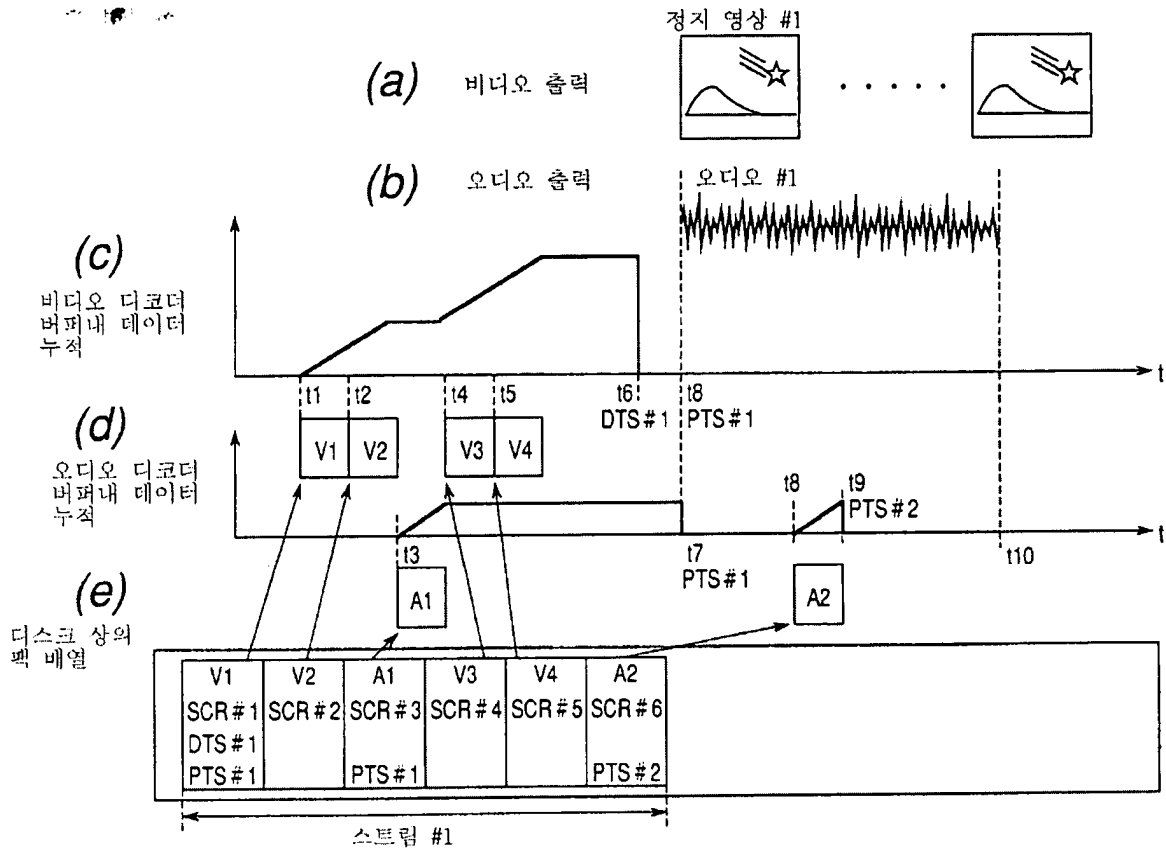 정지 영상 #1
(a) 비디오 출력
(b) 오디오 출력
오디오 #1
(c)
비디오 디코더
버퍼내 데이터
누적
t
t1 t2 t4 t5 t6 t8
DTS#1 PTS#1
(d)
V1 V2 V3 V4
오디오 디코더
버퍼내 데이터
누적
t8 t9
PTS#2
t
t3 t7 t10
PTS#1
(e)
A1 A2
디스크 상의
팩 배열
V1 V2 A1 V3 V4 A2
SCR#1 SCR#2 SCR#3 SCR#4 SCR#5 SCR#6
DTS#1
PTS#1 PTS#1 PTS#2
스트림 #1